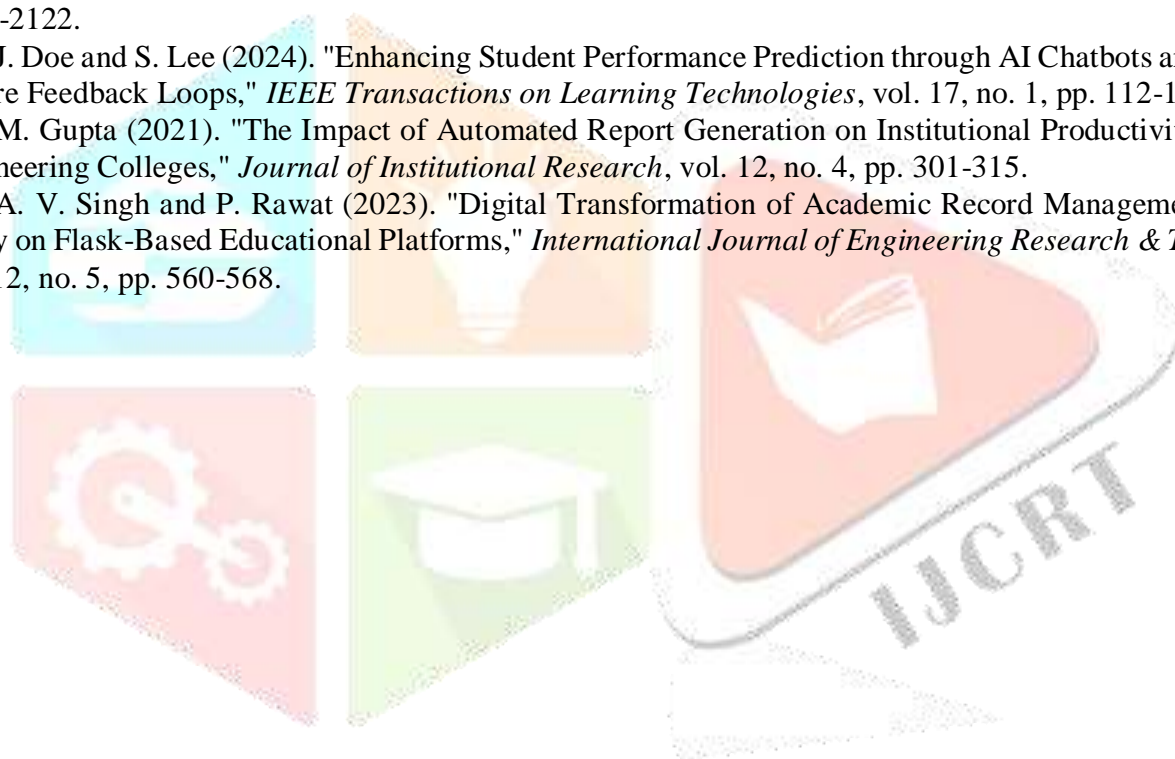 -2122.
J. Doe and S. Lee (2024). "Enhancing Student Performance Prediction through AI Chatbots a
re Feedback Loops," IEEE Transactions on Learning Technologies, vol. 17, no. 1, pp. 112-1
M. Gupta (2021). "The Impact of Automated Report Generation on Institutional Productivi
neering Colleges," Journal of Institutional Research, vol. 12, no. 4, pp. 301-315.
A. V. Singh and P. Rawat (2023). "Digital Transformation of Academic Record Manageme
y on Flask-Based Educational Platforms," International Journal of Engineering Research & T
2, no. 5, pp. 560-568.
IJCRT